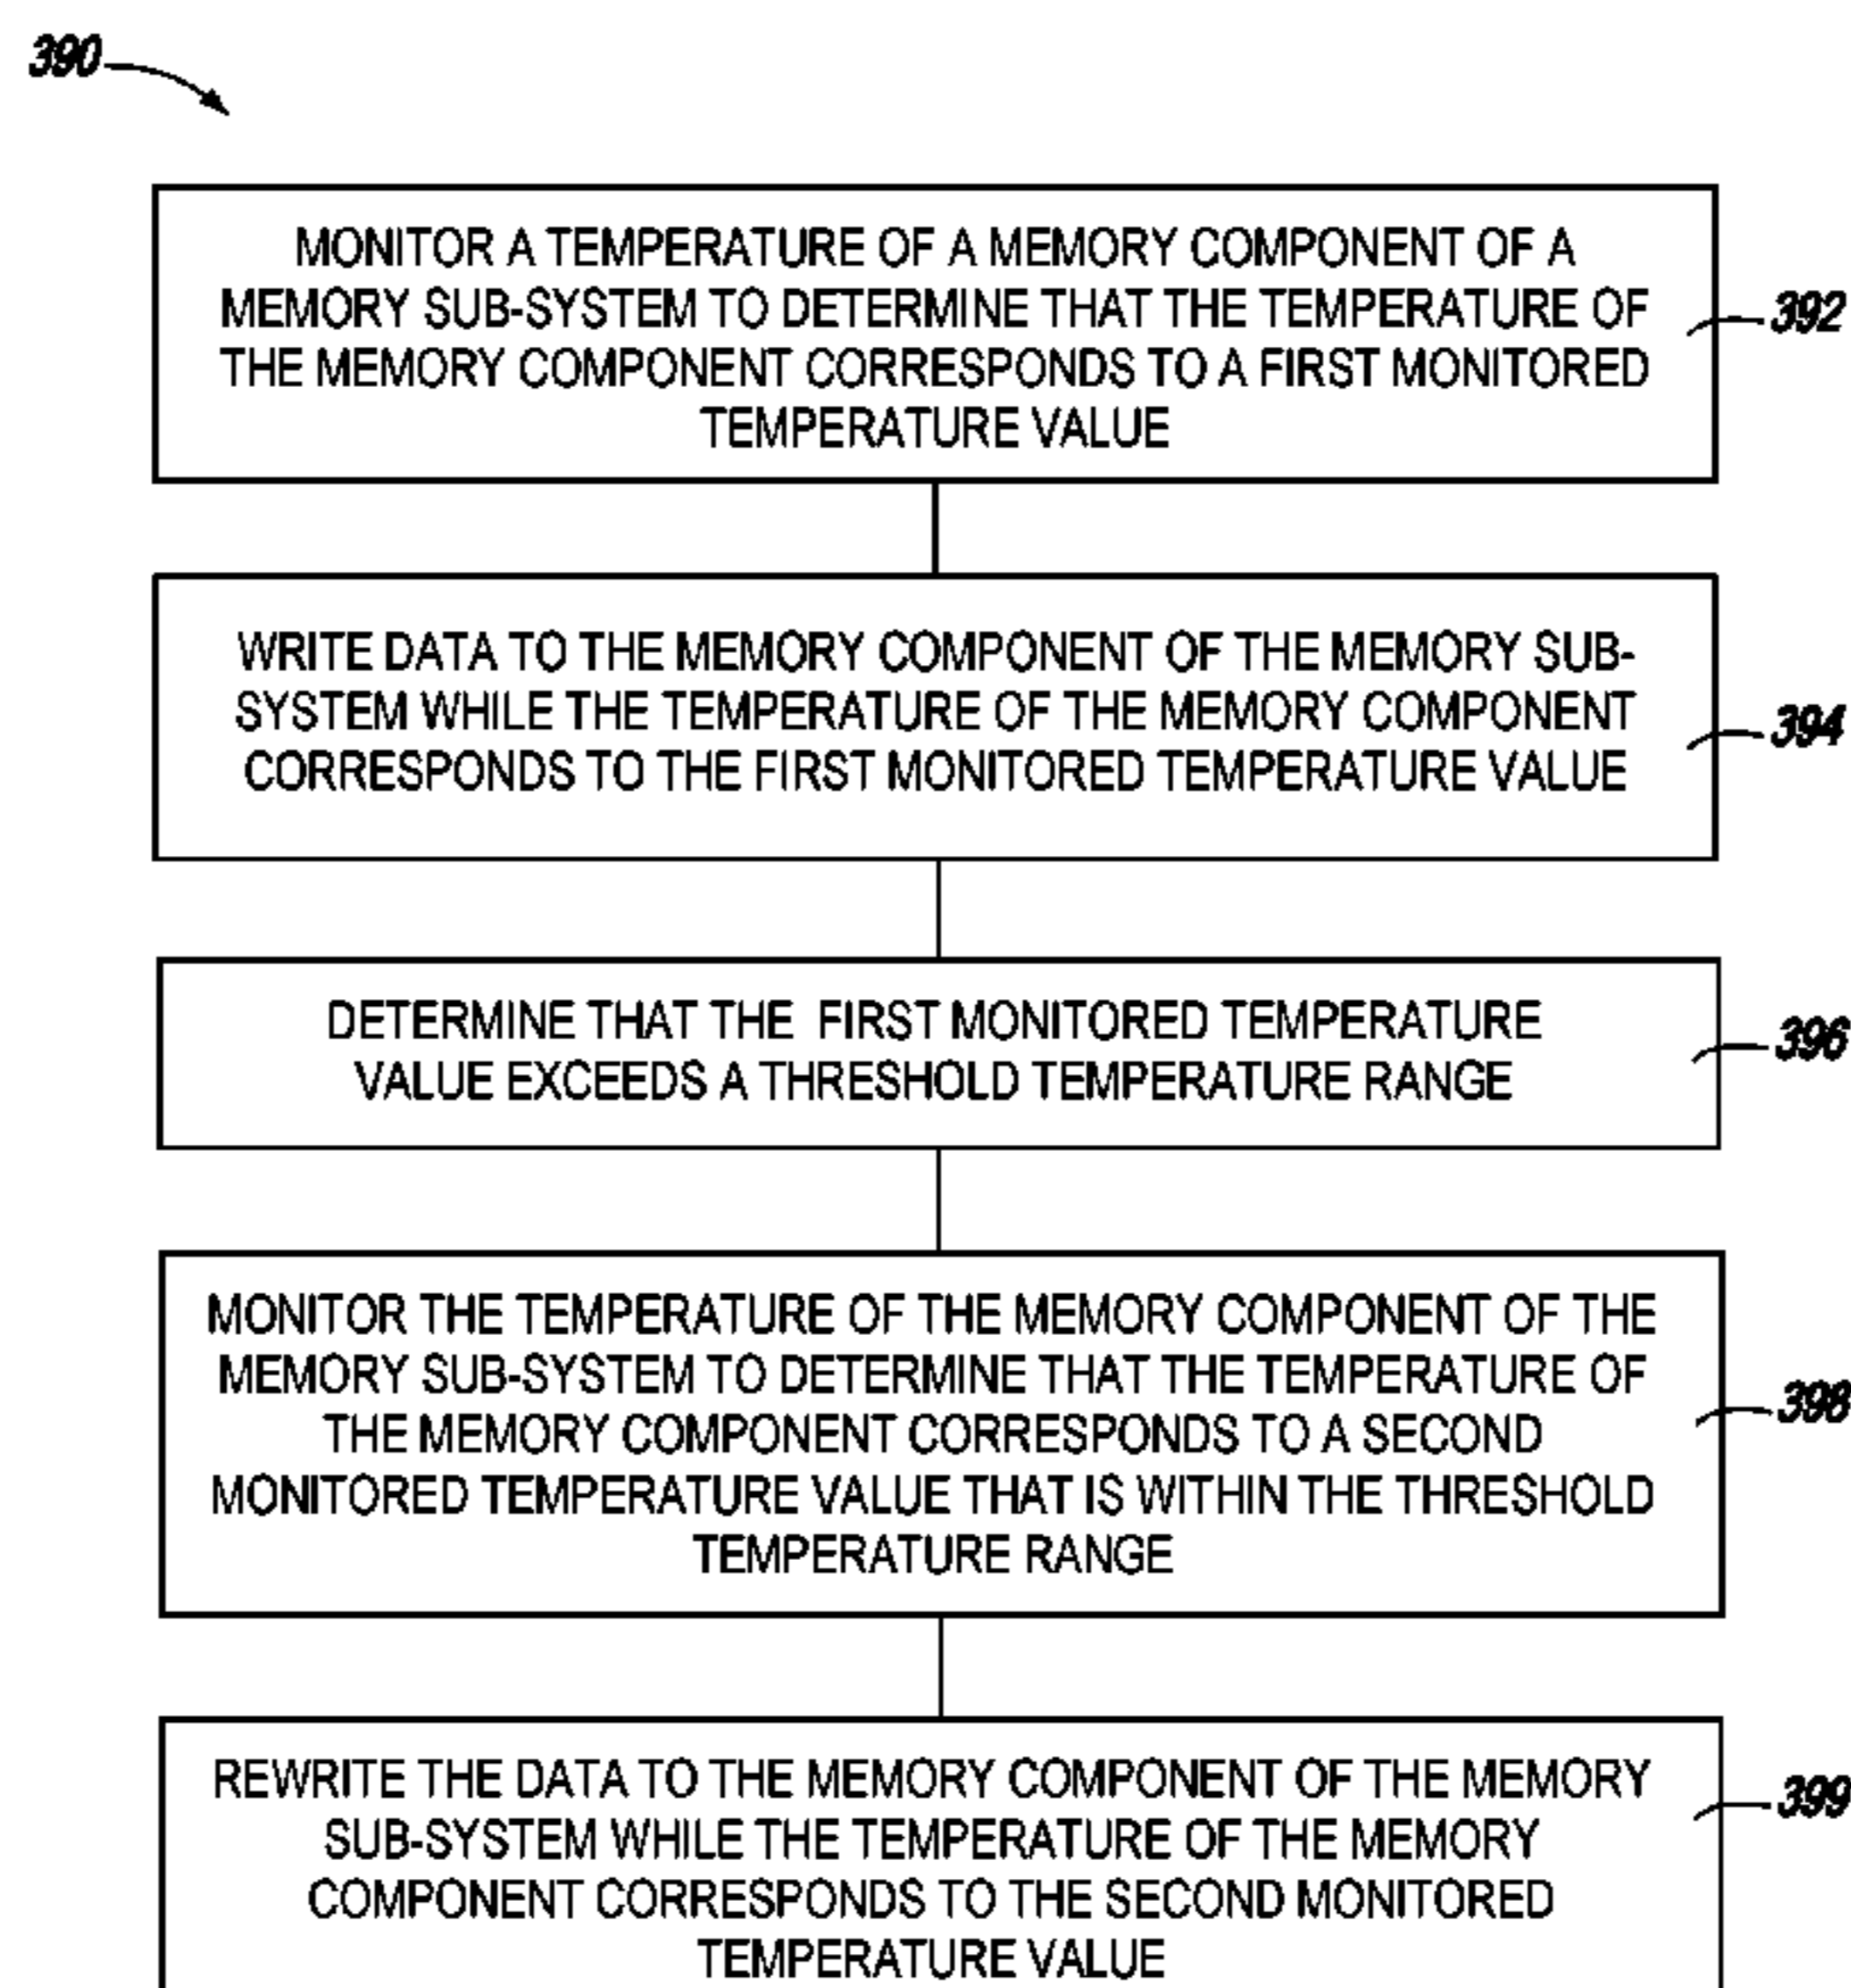 390
MONITOR A TEMPERATURE OF A MEMORY COMPONENT OF A
MEMORY SUB-SYSTEM TO DETERMINE THAT THE TEMPERATURE OF
THE MEMORY COMPONENT CORRESPONDS TO A FIRST MONITORED
TEMPERATURE VALUE
392
WRITE DATA TO THE MEMORY COMPONENT OF THE MEMORY SUB-
SYSTEM WHILE THE TEMPERATURE OF THE MEMORY COMPONENT
CORRESPONDS TO THE FIRST MONITORED TEMPERATURE VALUE
394
DETERMINE THAT THE FIRST MONITORED TEMPERATURE
VALUE EXCEEDS A THRESHOLD TEMPERATURE RANGE
396
MONITOR THE TEMPERATURE OF THE MEMORY COMPONENT OF THE
MEMORY SUB-SYSTEM TO DETERMINE THAT THE TEMPERATURE OF
THE MEMORY COMPONENT CORRESPONDS TO A SECOND
MONITORED TEMPERATURE VALUE THAT IS WITHIN THE THRESHOLD
TEMPERATURE RANGE
398
REWRITE THE DATA TO THE MEMORY COMPONENT OF THE MEMORY
SUB-SYSTEM WHILE THE TEMPERATURE OF THE MEMORY
COMPONENT CORRESPONDS TO THE SECOND MONITORED
TEMPERATURE VALUE
399